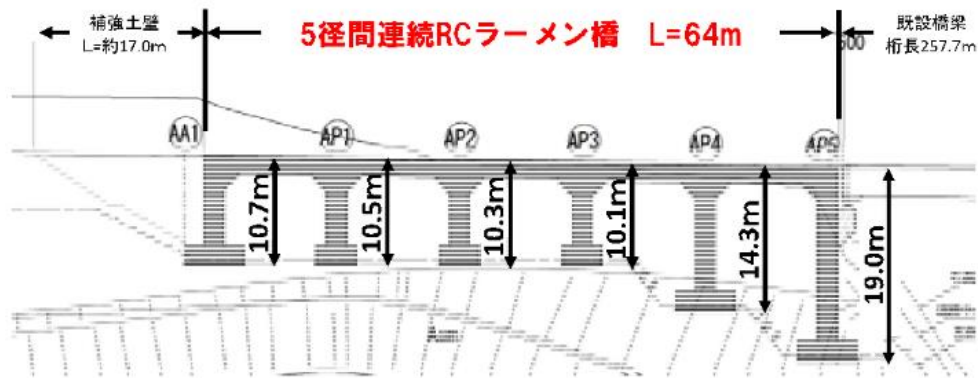 補強土壁
L=約17.0m
5径間連続RCラーメン橋 L=64m
既設橋梁
桁長257.7m
AA1
AP1
AP2
AP3
AP4
AP5
10.7m
10.5m
10.3m
10.1m
14.3m
19.0m